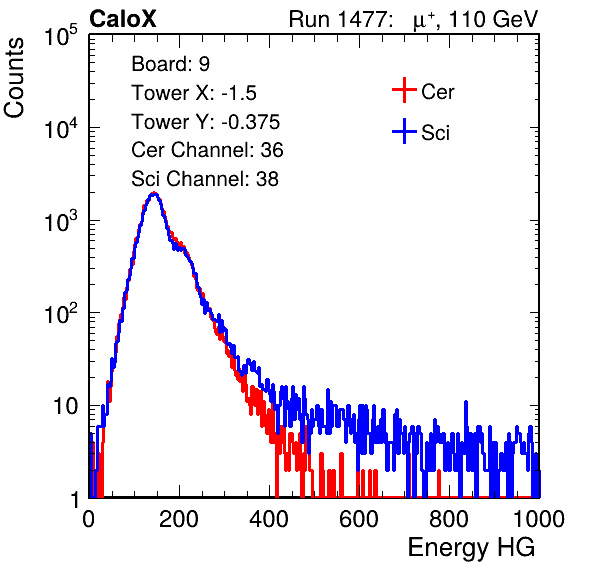 CaloX Run 1477: μ⁺, 110 GeV
Board: 9
Tower X: -1.5
Tower Y: -0.375
Cer Channel: 36
Sci Channel: 38
Cer
Sci
Counts
10⁵
10⁴
10³
10²
10
1
0 200 400 600 800 1000
Energy HG